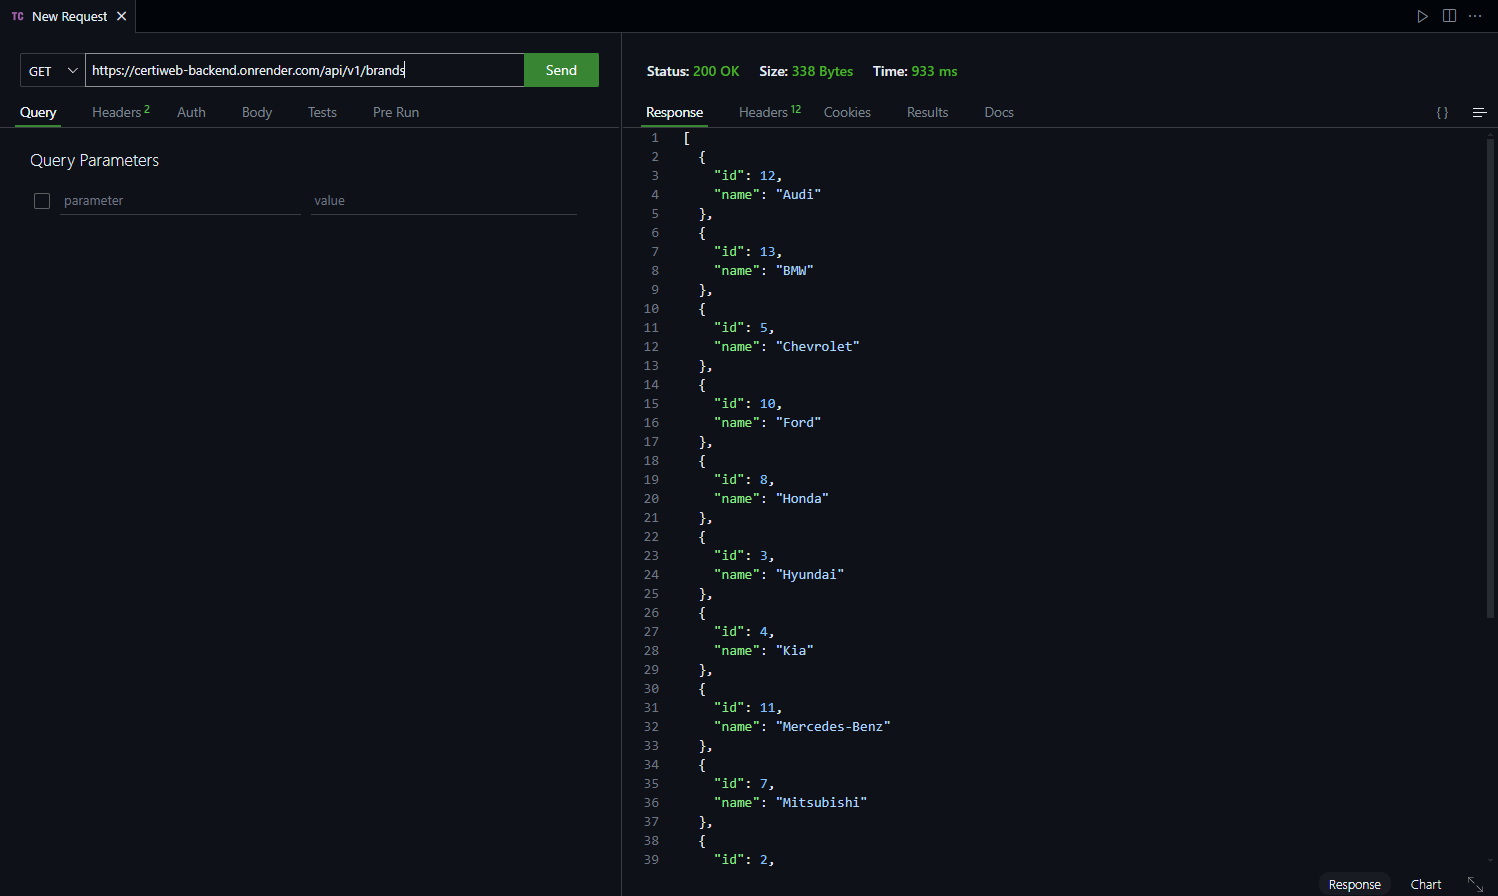 TC New Request
GET https://certiweb-backend.onrender.com/api/v1/brands Send
Query Headers 2 Auth Body Tests Pre Run
Query Parameters
parameter value
Status: 200 OK Size: 338 Bytes Time: 933 ms
Response Headers 12 Cookies Results Docs { }
1 [
2 {
3 "id": 12,
4 "name": "Audi"
5 },
6 {
7 "id": 13,
8 "name": "BMW"
9 },
10 {
11 "id": 5,
12 "name": "Chevrolet"
13 },
14 {
15 "id": 10,
16 "name": "Ford"
17 },
18 {
19 "id": 8,
20 "name": "Honda"
21 },
22 {
23 "id": 3,
24 "name": "Hyundai"
25 },
26 {
27 "id": 4,
28 "name": "Kia"
29 },
30 {
31 "id": 11,
32 "name": "Mercedes-Benz"
33 },
34 {
35 "id": 7,
36 "name": "Mitsubishi"
37 },
38 {
39 "id": 2,
Response Chart